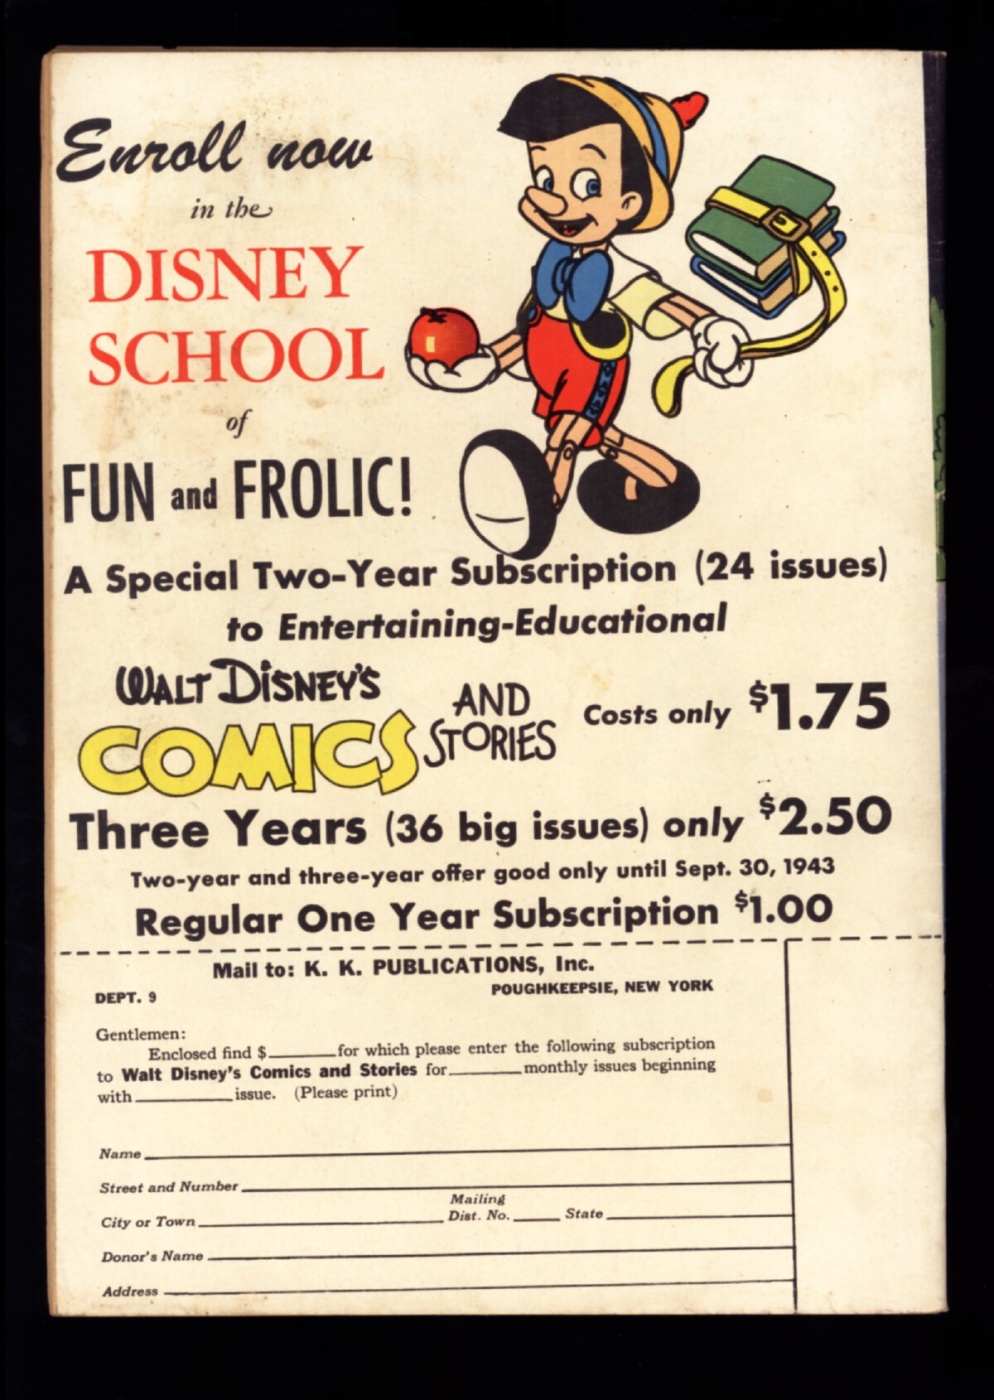 Enroll now
in the
DISNEY
SCHOOL
of
FUN and FROLIC!
A Special Two-Year Subscription (24 issues)
to Entertaining-Educational
WALT DISNEY'S
COMICS AND STORIES Costs only $1.75
Three Years (36 big issues) only $2.50
Two-year and three-year offer good only until Sept. 30, 1943
Regular One Year Subscription $1.00
Mail to: K. K. PUBLICATIONS, Inc.
DEPT. 9 POUGHKEEPSIE, NEW YORK
Gentlemen:
Enclosed find $______for which please enter the following subscription
to Walt Disney's Comics and Stories for______monthly issues beginning
with______issue. (Please print)
Name
Street and Number
City or Town Mailing Dist. No. State
Donor's Name
Address